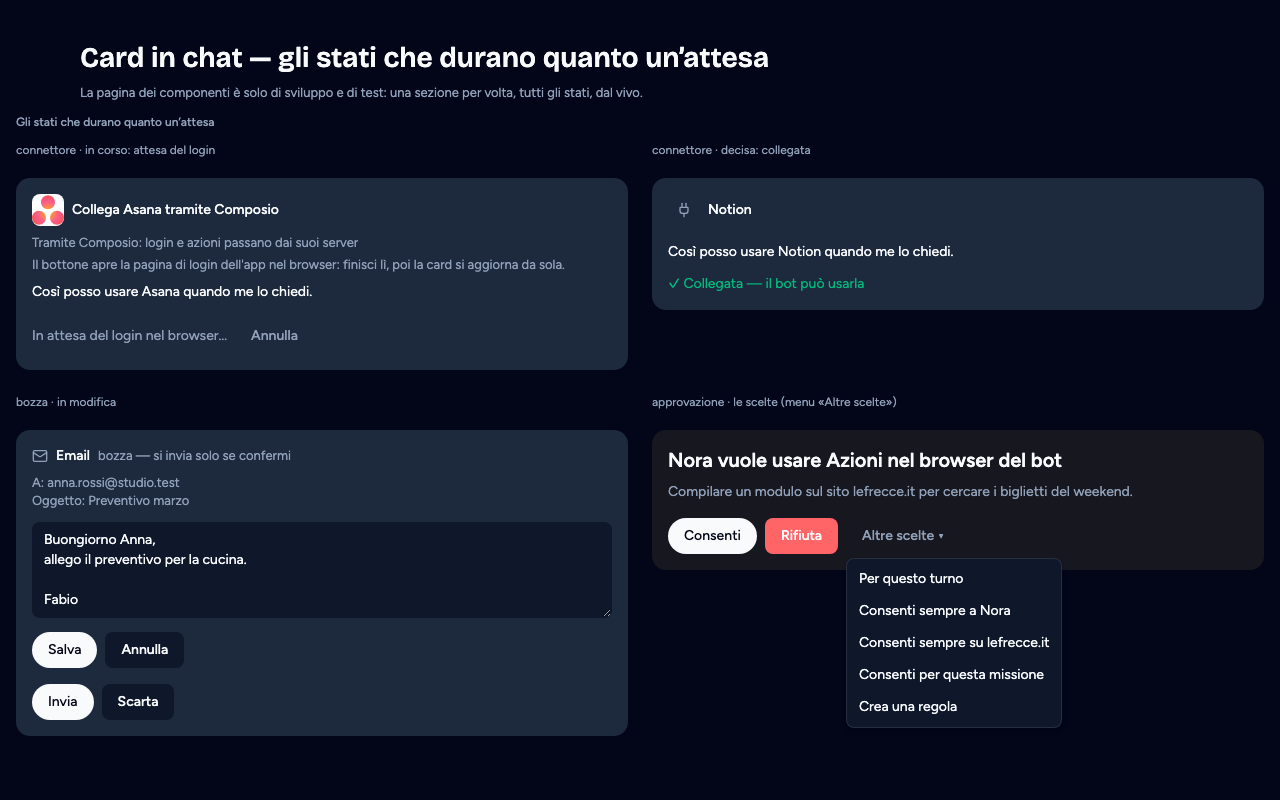 Card in chat — gli stati che durano quanto un’attesa
La pagina dei componenti è solo di sviluppo e di test: una sezione per volta, tutti gli stati, dal vivo.
Gli stati che durano quanto un’attesa
connettore · in corso: attesa del login
Collega Asana tramite Composio
Tramite Composio: login e azioni passano dai suoi server
Il bottone apre la pagina di login dell'app nel browser: finisci lì, poi la card si aggiorna da sola.
Così posso usare Asana quando me lo chiedi.
In attesa del login nel browser… Annulla
connettore · decisa: collegata
Notion
Così posso usare Notion quando me lo chiedi.
✓ Collegata — il bot può usarla
bozza · in modifica
Email bozza — si invia solo se confermi
A: anna.rossi@studio.test
Oggetto: Preventivo marzo
Buongiorno Anna,
allego il preventivo per la cucina.
Fabio
Salva Annulla
Invia Scarta
approvazione · le scelte (menu «Altre scelte»)
Nora vuole usare Azioni nel browser del bot
Compilare un modulo sul sito lefrecce.it per cercare i biglietti del weekend.
Consenti Rifiuta Altre scelte ▾
Per questo turno
Consenti sempre a Nora
Consenti sempre su lefrecce.it
Consenti per questa missione
Crea una regola